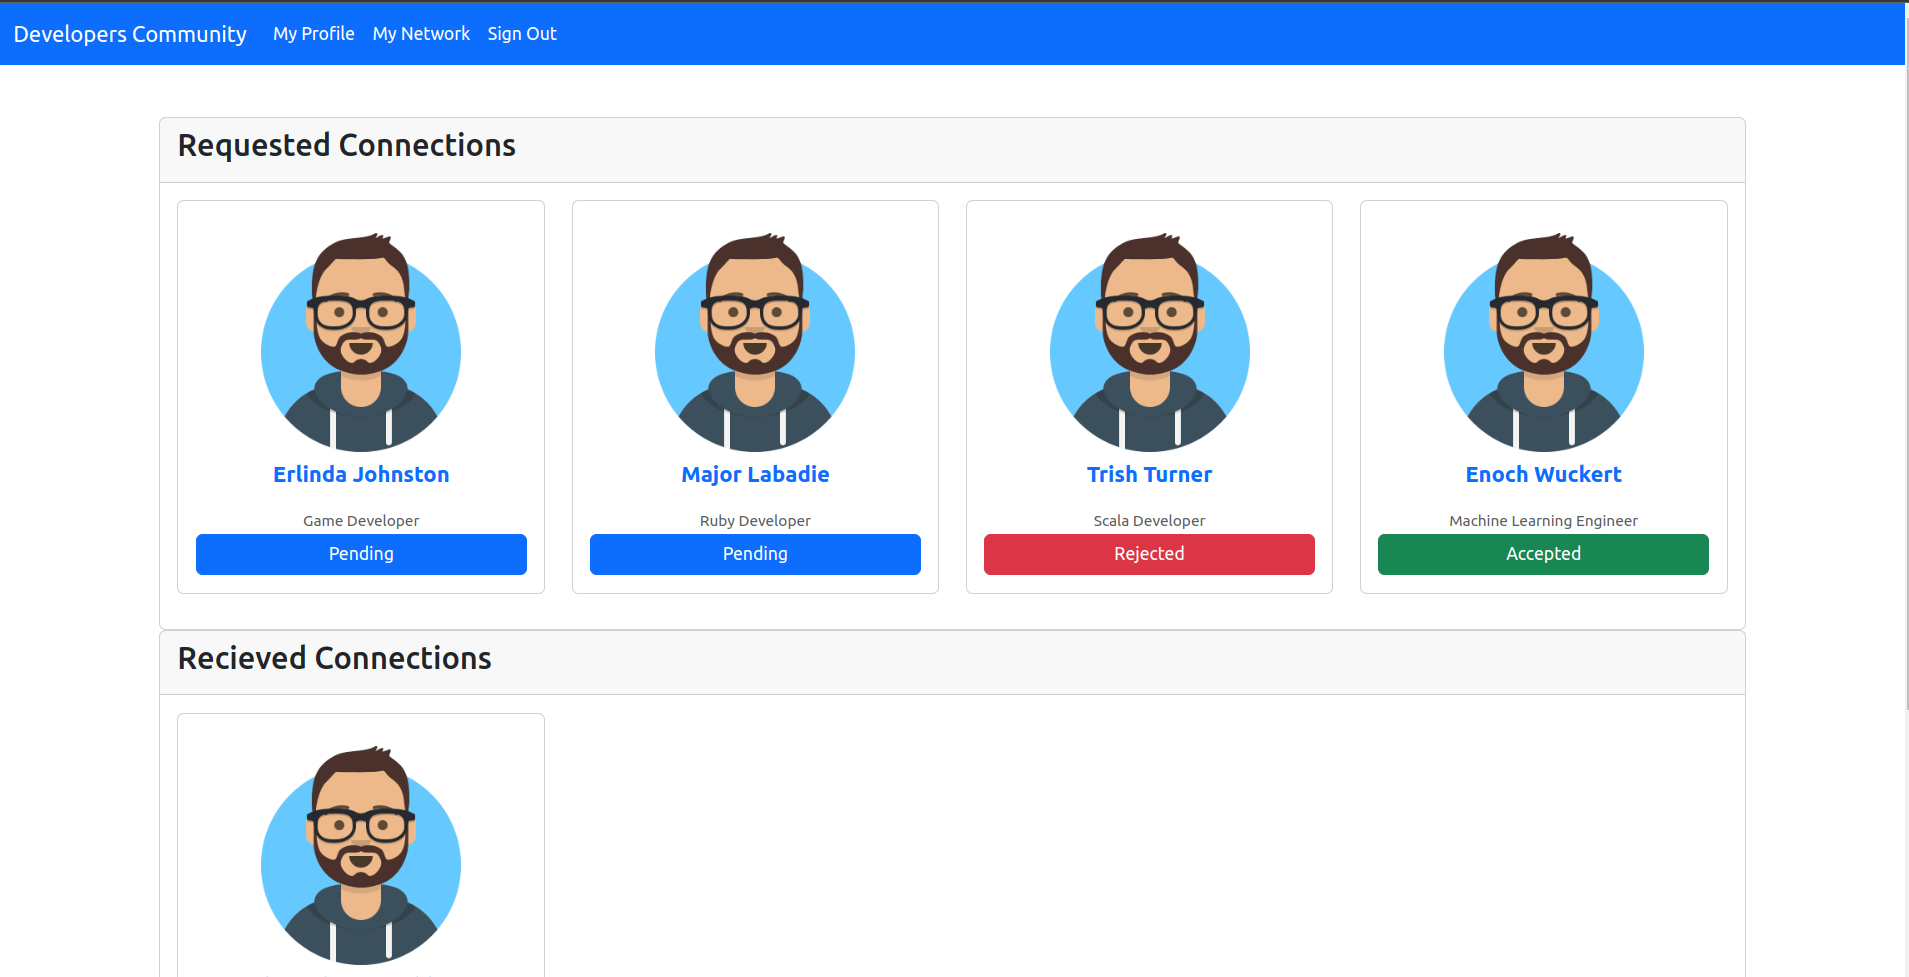 Developers Community My Profile My Network Sign Out
Requested Connections
Erlinda Johnston Major Labadie Trish Turner Enoch Wuckert
Game Developer Ruby Developer Scala Developer Machine Learning Engineer
Pending Pending Rejected Accepted
Recieved Connections